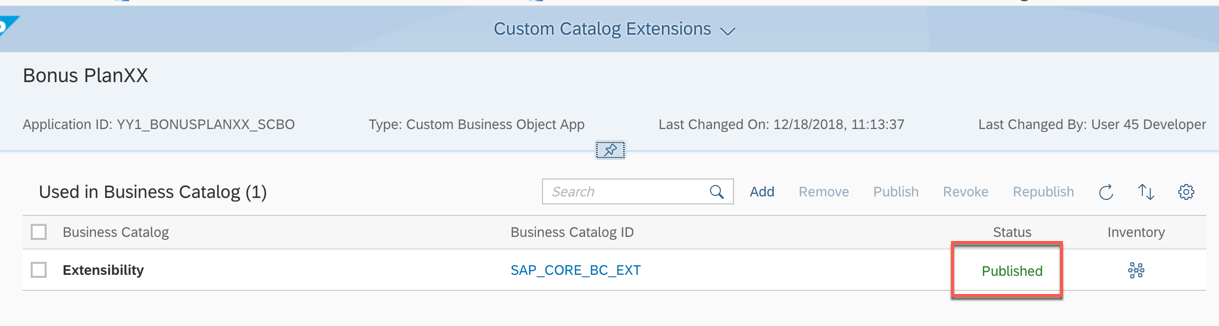 Custom Catalog Extensions
Bonus PlanXX
Application ID: YY1_BONUSPLANXX_SCBO Type: Custom Business Object App Last Changed On: 12/18/2018, 11:13:37 Last Changed By: User 45 Developer
Used in Business Catalog (1) Search Add Remove Publish Revoke Republish
Business Catalog Business Catalog ID Status Inventory
Extensibility SAP_CORE_BC_EXT Published